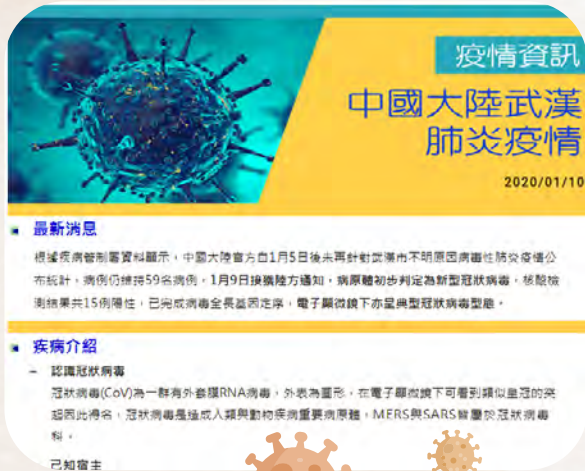 疫情資訊
中國大陸武漢
肺炎疫情
2020/01/10
最新消息
根據疾病管制署資料顯示，中國大陸官方自1月5日後未再針對武漢市不明原因病毒性肺炎疫情公
布統計，病例仍維持59名病例，1月9日接獲陸方通知，病原體初步判定為新型冠狀病毒，核酸檢
測結果共15例陽性，已完成病毒全長基因定序，電子顯微鏡下亦呈典型冠狀病毒型態。
疾病介紹
– 認識冠狀病毒
冠狀病毒(CoV)為一群有外套膜RNA病毒，外表為圓形，在電子顯微鏡下可看到類似皇冠的突
起因此得名，冠狀病毒是造成人類與動物疾病重要病原體，MERS與SARS皆屬於冠狀病毒
科。
已知宿主